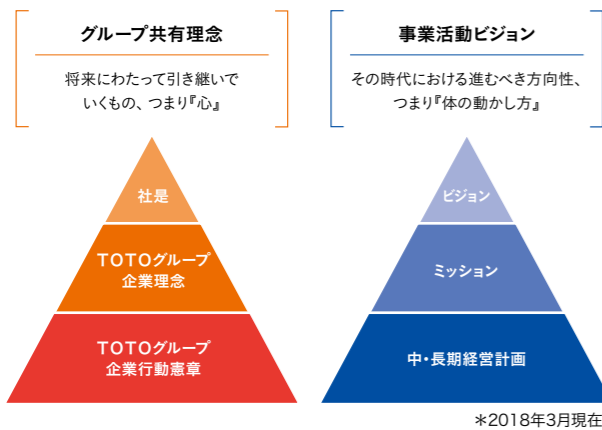 グループ共有理念
将来にわたって引き継いで
いくもの、つまり『心』
社是
TOTOグループ
企業理念
TOTOグループ
企業行動憲章
事業活動ビジョン
その時代における進むべき方向性、
つまり『体の動かし方』
ビジョン
ミッション
中・長期経営計画
＊2018年3月現在